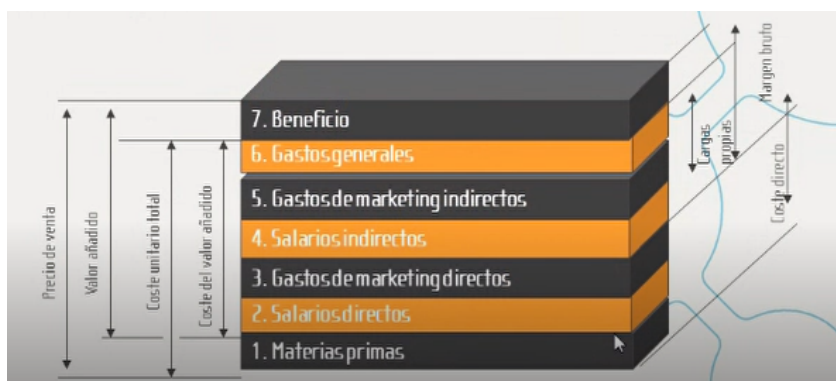 7. Beneficio
6. Gastos generales
5. Gastos de marketing indirectos
4. Salarios indirectos
3. Gastos de marketing directos
2. Salarios directos
1. Materias primas
Precio de venta
Valor añadido
Coste unitario total
Coste del valor añadido
Cargas
propias
Margen bruto
Coste directo